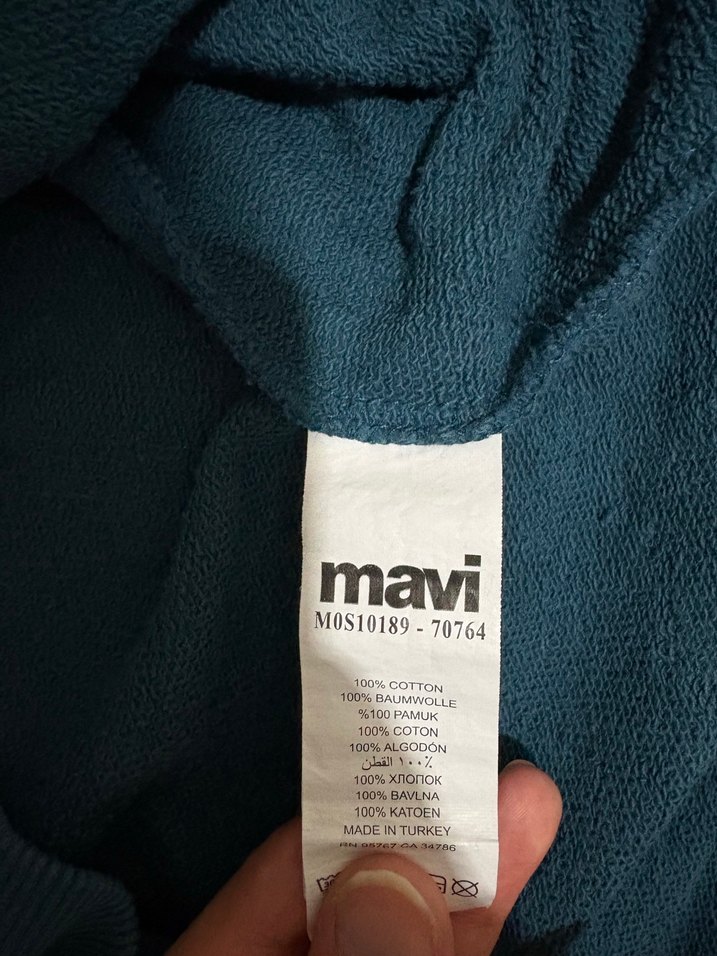 mavi
M0S10189 - 70764
100% COTTON
100% BAUMWOLLE
%100 PAMUK
100% COTON
100% ALGODÓN
١٠٠٪ القطن
100% ХЛОПОК
100% BAVLNA
100% KATOEN
MADE IN TURKEY
RN 95767 CA 34786